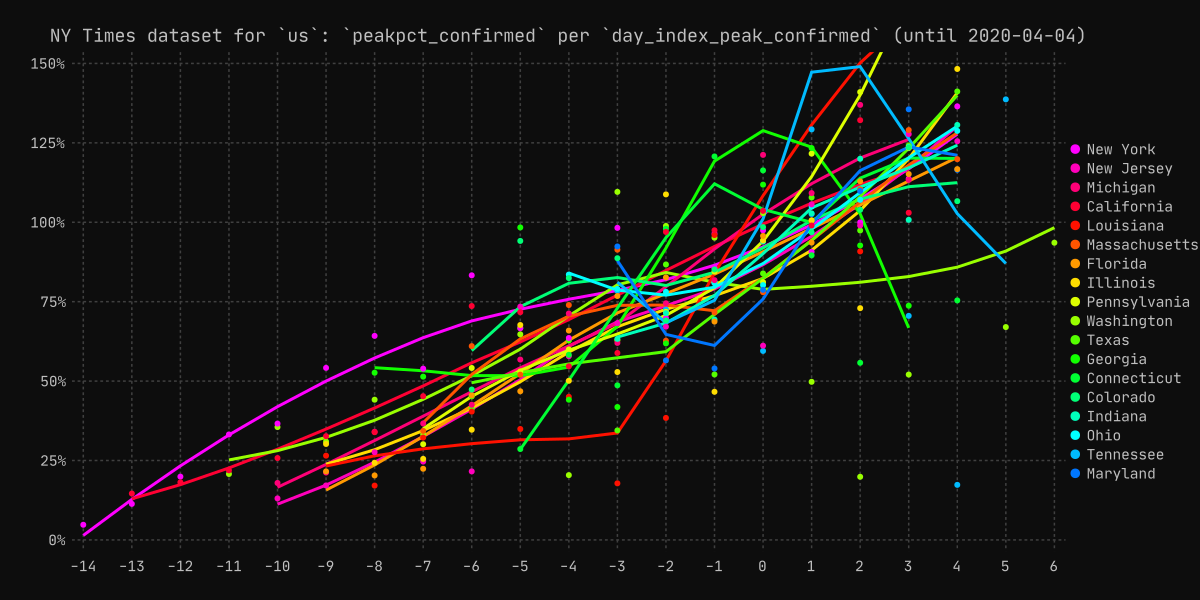 NY Times dataset for `us`: `peakpct_confirmed` per `day_index_peak_confirmed` (until 2020-04-04)
150%
125%
100%
75%
50%
25%
0%
-14 -13 -12 -11 -10 -9 -8 -7 -6 -5 -4 -3 -2 -1 0 1 2 3 4 5 6
New York
New Jersey
Michigan
California
Louisiana
Massachusetts
Florida
Illinois
Pennsylvania
Washington
Texas
Georgia
Connecticut
Colorado
Indiana
Ohio
Tennessee
Maryland